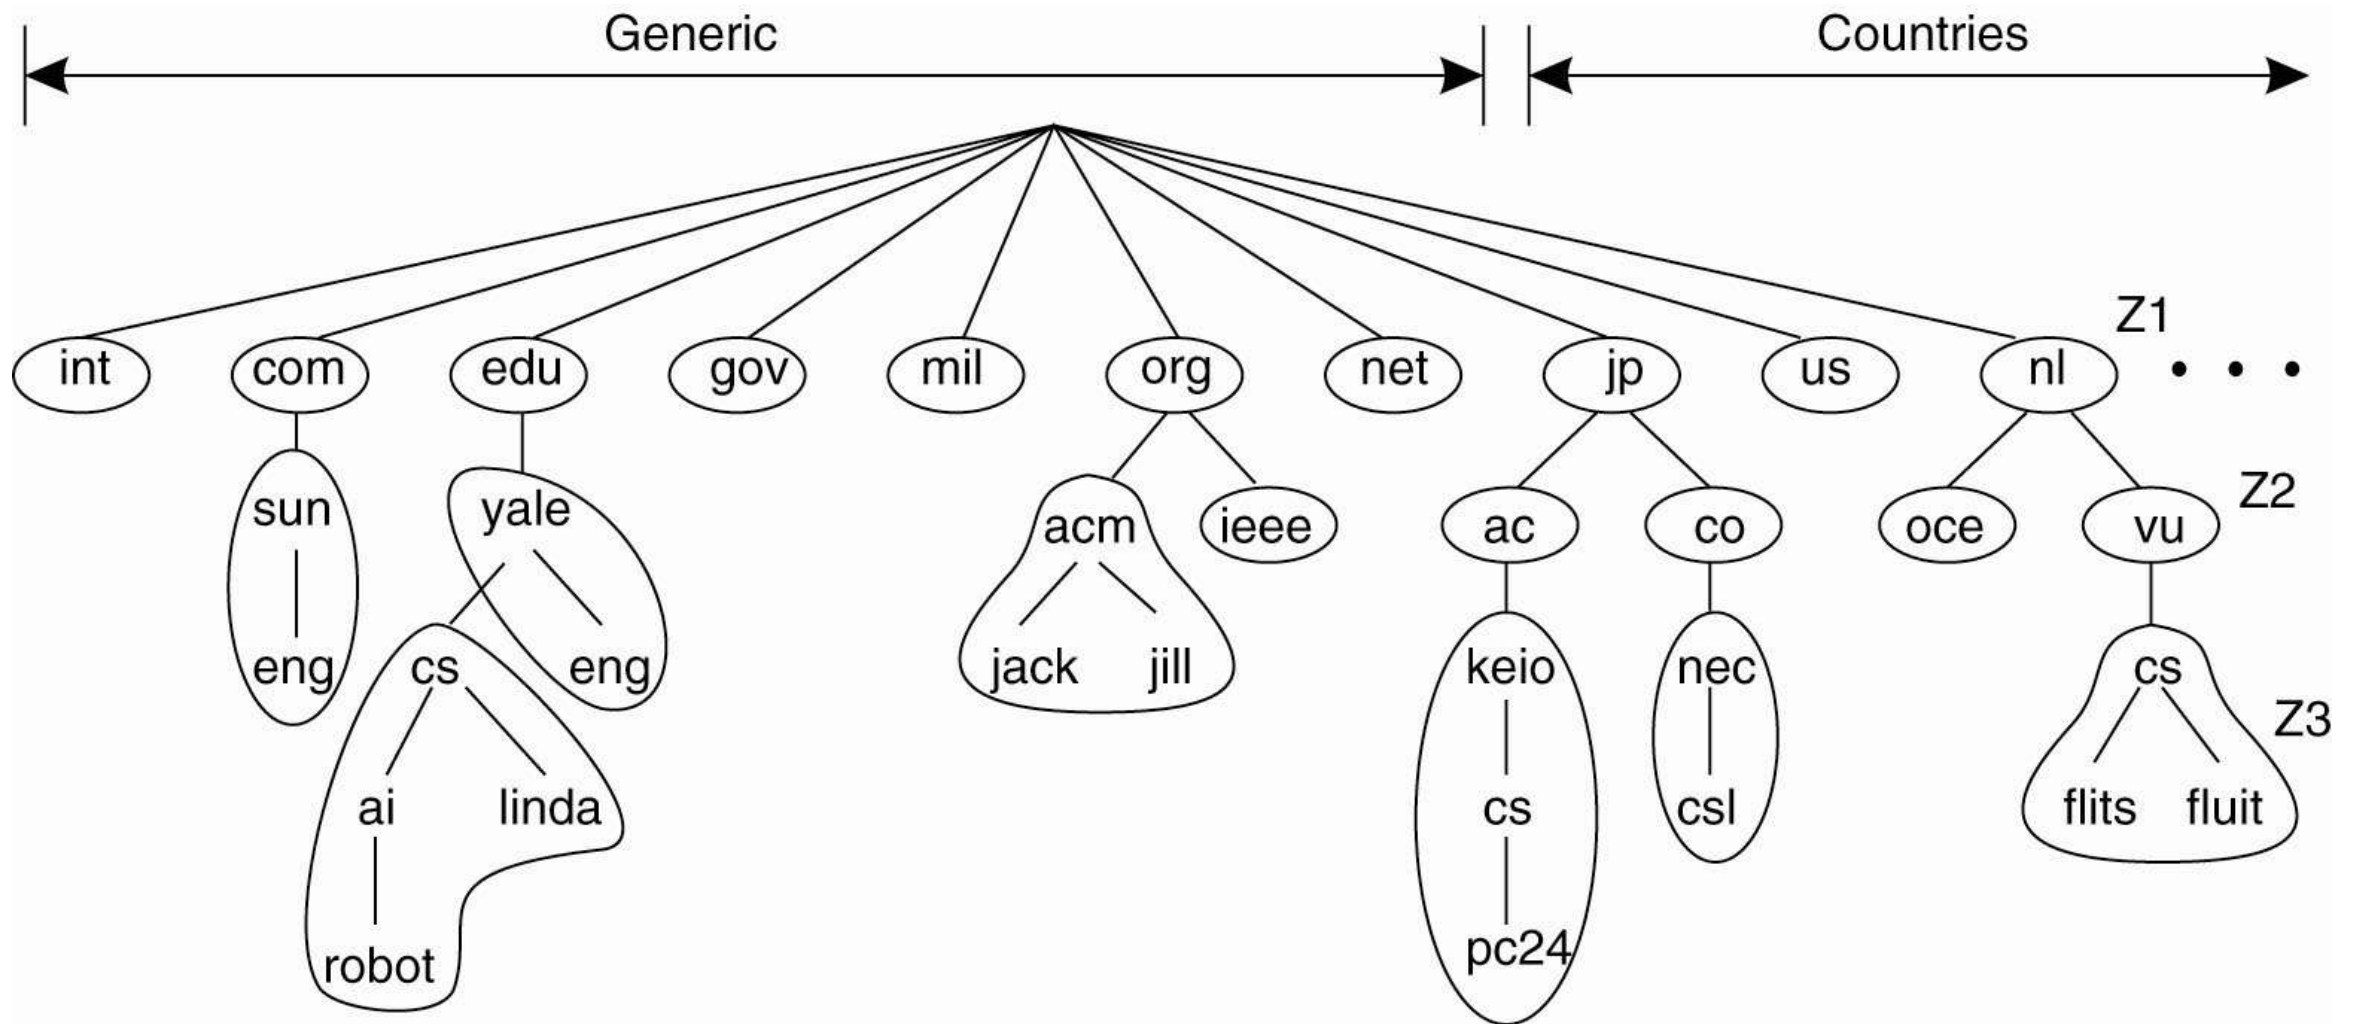 Generic Countries
Z1
int com edu gov mil org net jp us nl • • •
Z2
sun yale acm ieee ac co oce vu
eng cs eng jack jill keio nec cs
Z3
ai linda cs csl flits fluit
robot pc24